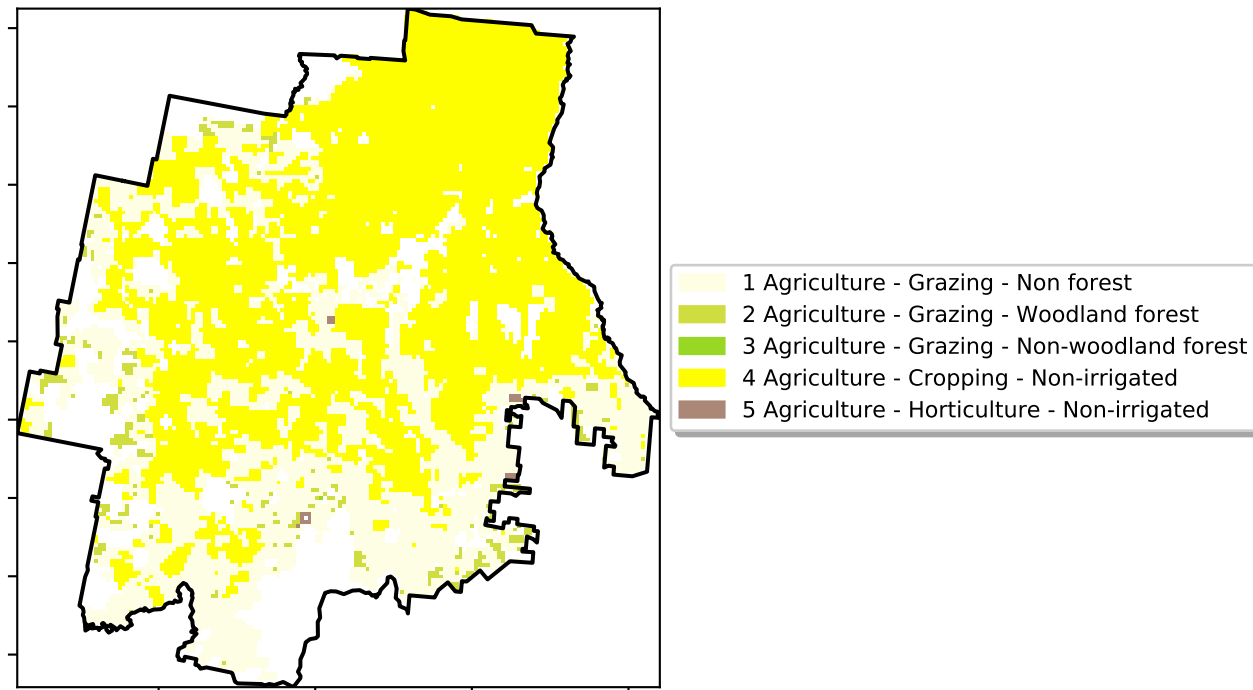 1 Agriculture - Grazing - Non forest
2 Agriculture - Grazing - Woodland forest
3 Agriculture - Grazing - Non-woodland forest
4 Agriculture - Cropping - Non-irrigated
5 Agriculture - Horticulture - Non-irrigated